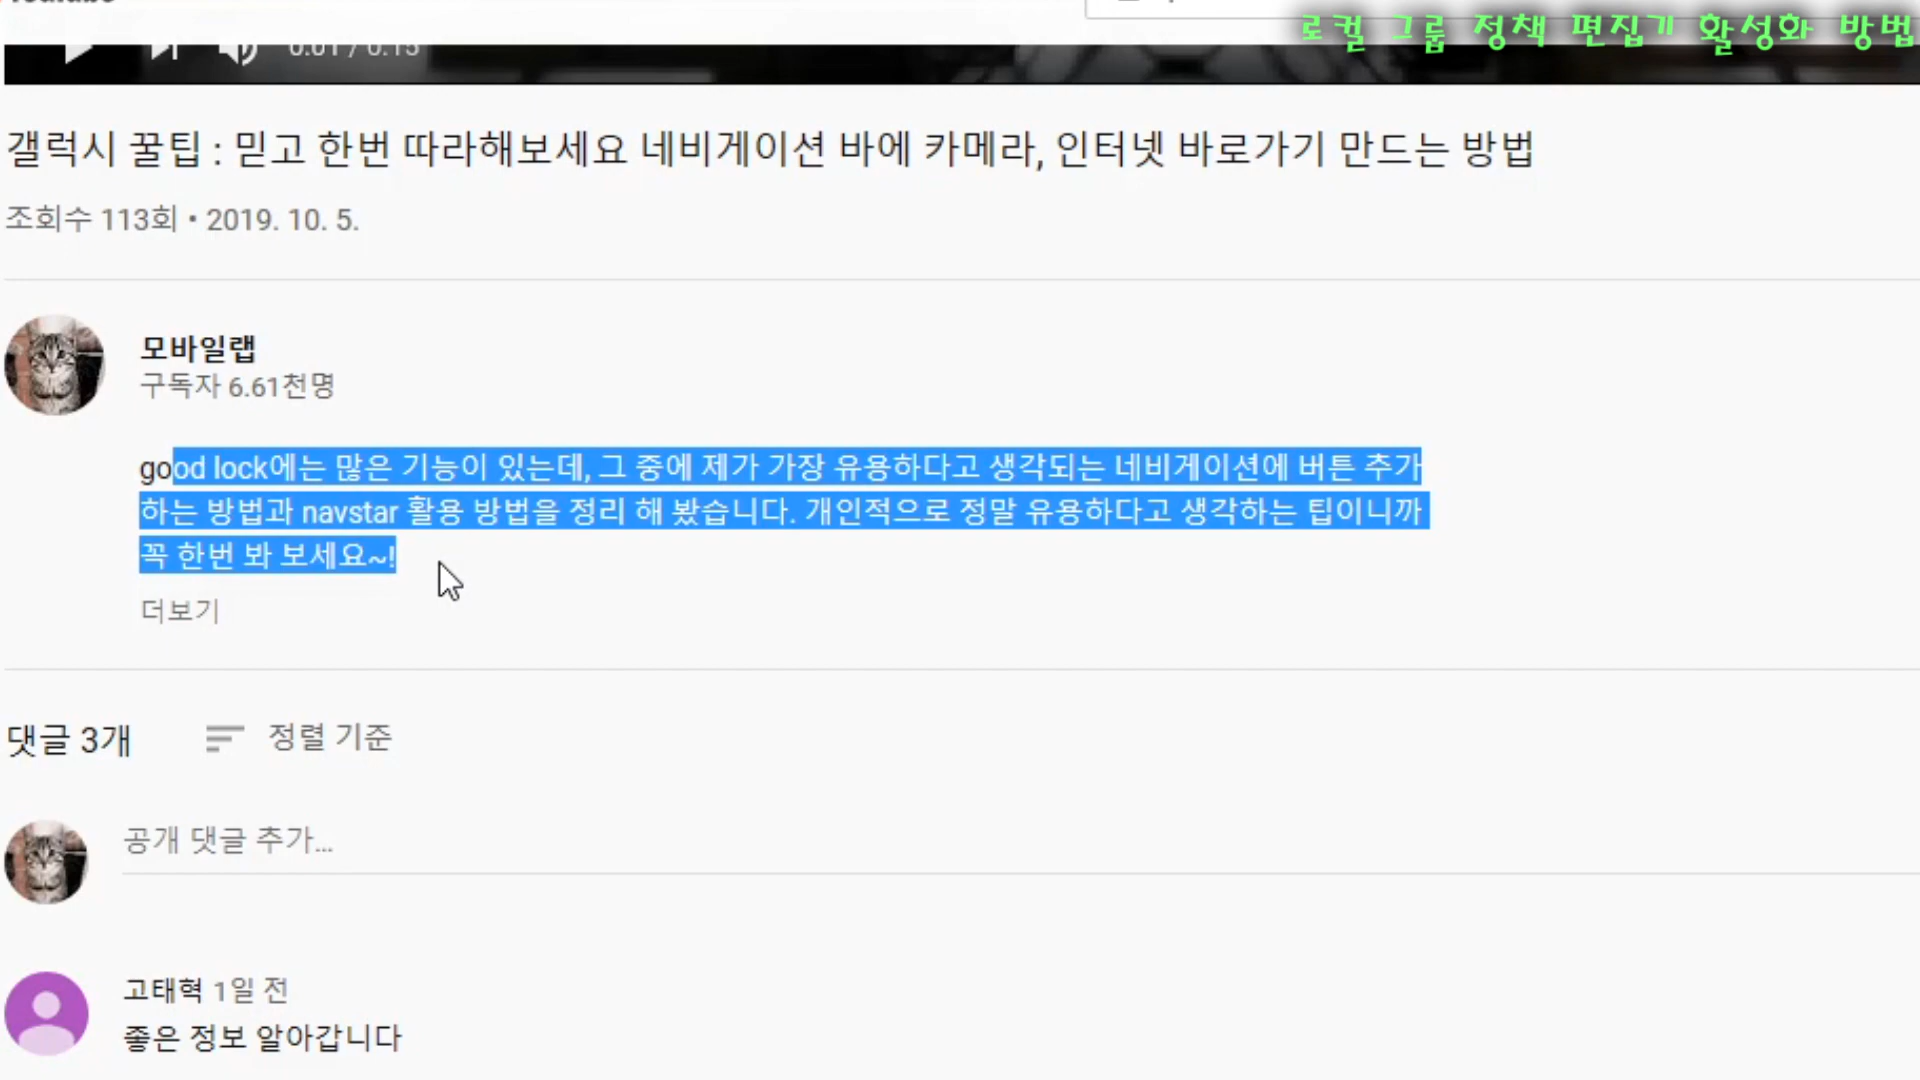 로컬 그룹 정책 편집기 활성화 방법
0:01 / 0:15
갤럭시 꿀팁 : 믿고 한번 따라해보세요 네비게이션 바에 카메라, 인터넷 바로가기 만드는 방법
조회수 113회 • 2019. 10. 5.
모바일랩
구독자 6.61천명
good lock에는 많은 기능이 있는데, 그 중에 제가 가장 유용하다고 생각되는 네비게이션에 버튼 추가
하는 방법과 navstar 활용 방법을 정리 해 봤습니다. 개인적으로 정말 유용하다고 생각하는 팁이니까
꼭 한번 봐 보세요~!
더보기
댓글 3개
정렬 기준
공개 댓글 추가...
고태혁 1일 전
좋은 정보 알아갑니다